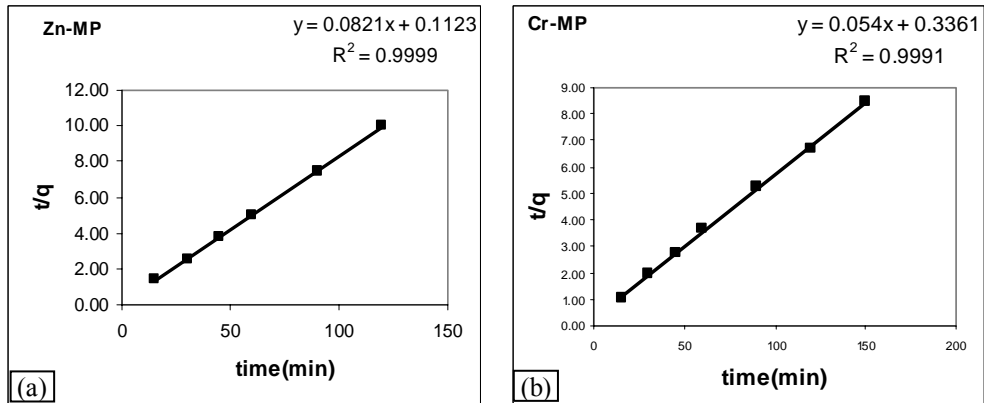 Zn-MP
y = 0.0821x + 0.1123
R² = 0.9999
12.00
10.00
8.00
6.00
4.00
2.00
0.00
t/q
0 50 100 150
time(min)
(a)
Cr-MP
y = 0.054x + 0.3361
R² = 0.9991
9.00
8.00
7.00
6.00
5.00
4.00
3.00
2.00
1.00
0.00
t/q
0 50 100 150 200
time(min)
(b)